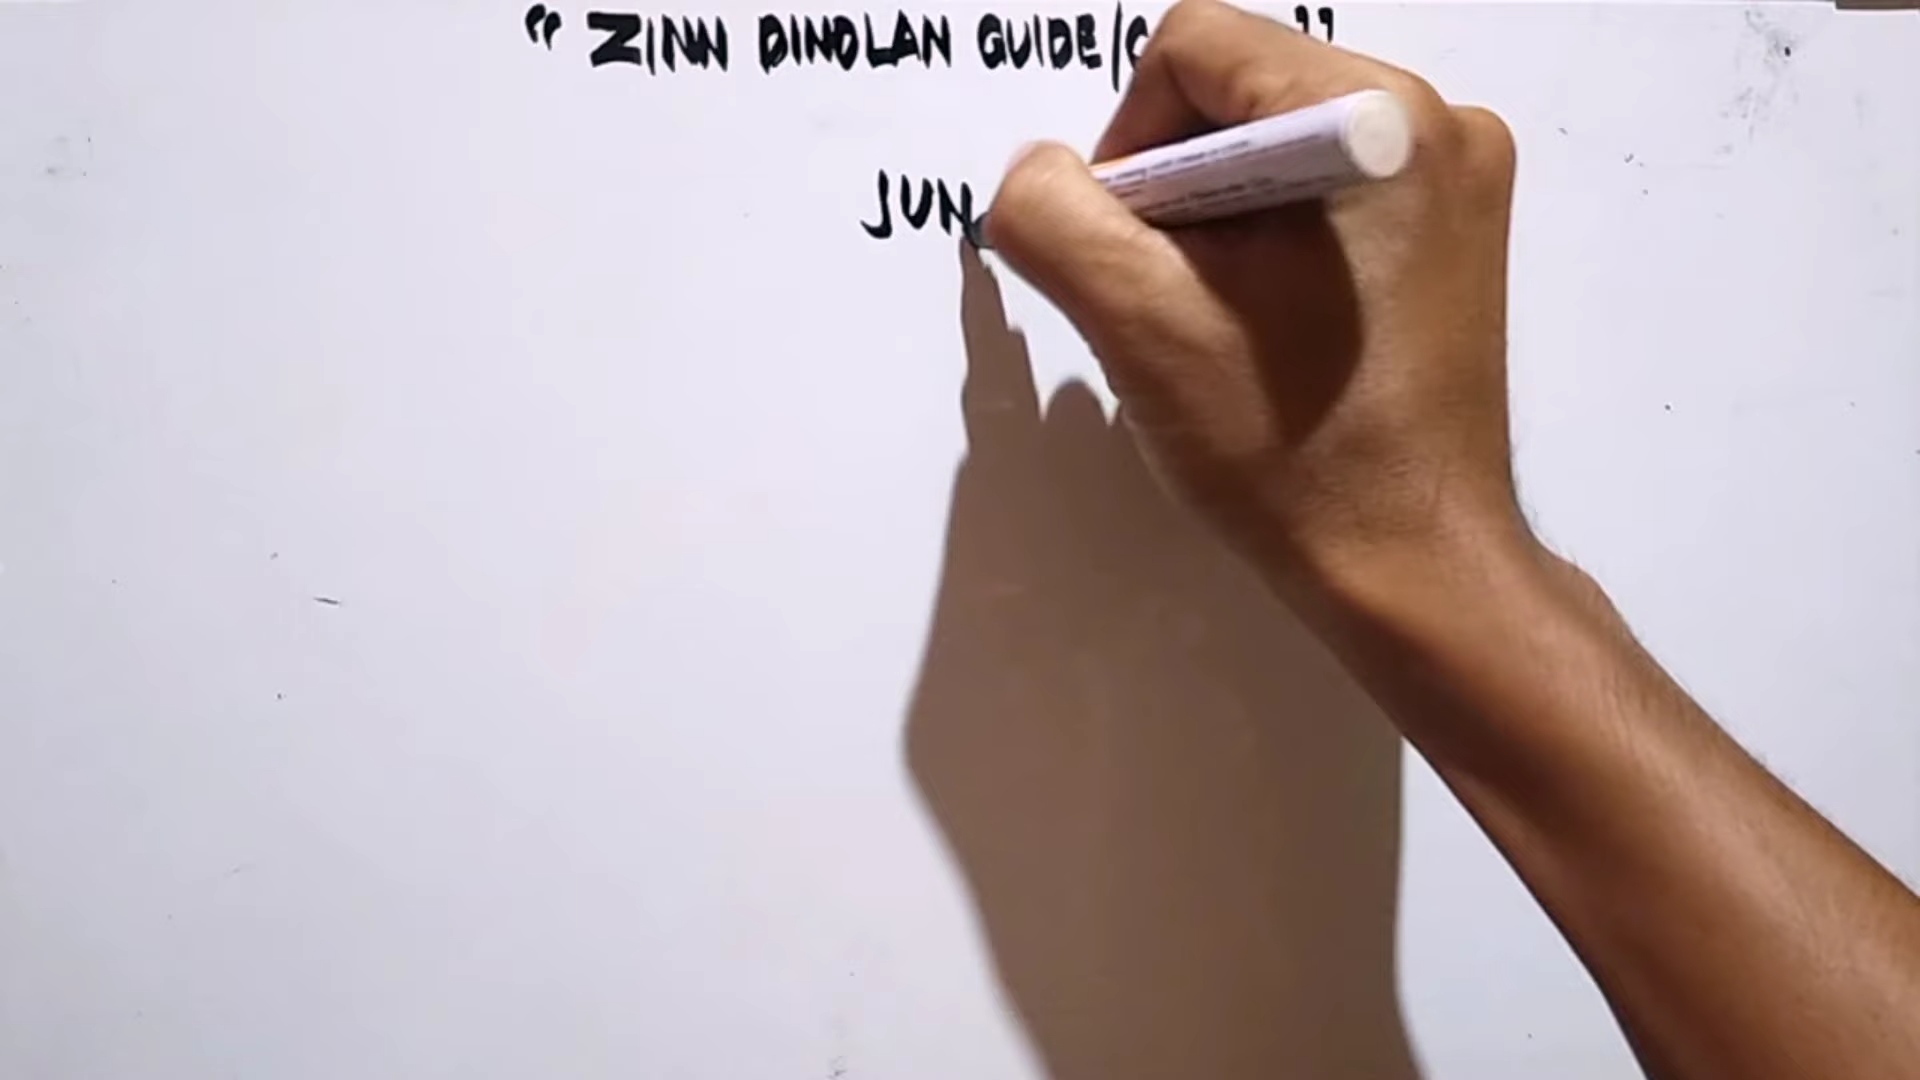 “ ZINN DINDLAN GUIDE/ ”
JUN